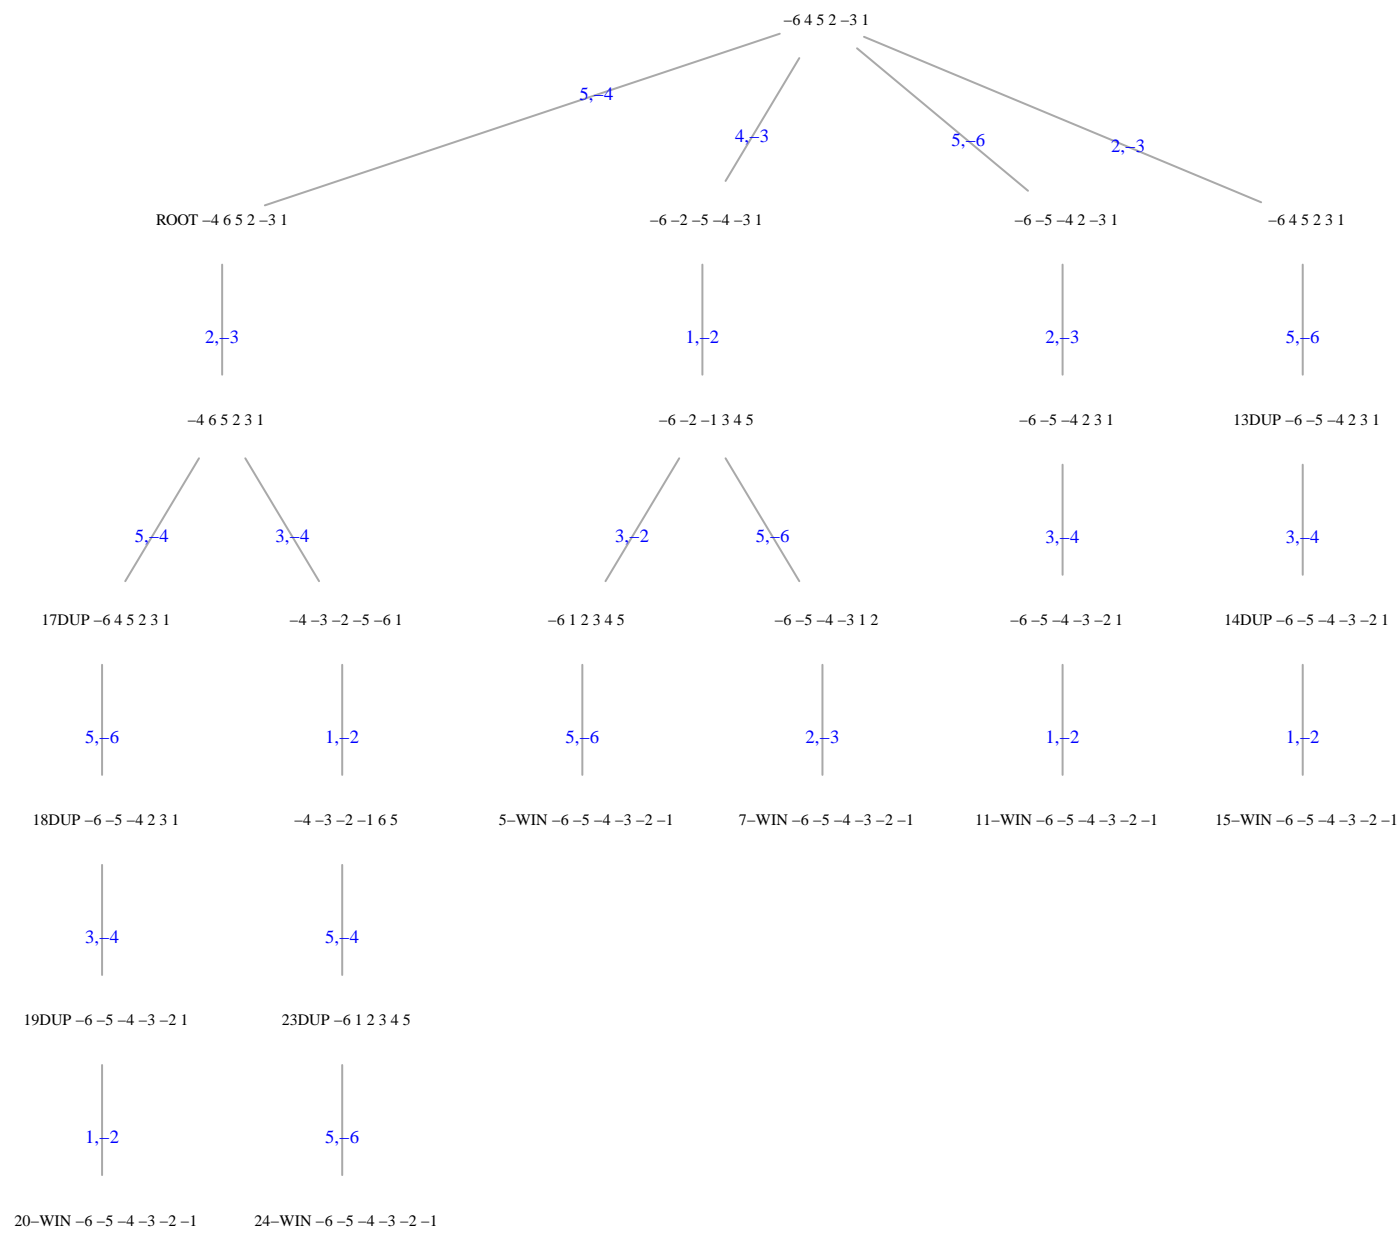 −6 4 5 2 −3 1
5,−4
4,−3
5,−6
2,−3
ROOT −4 6 5 2 −3 1
−6 −2 −5 −4 −3 1
−6 −5 −4 2 −3 1
−6 4 5 2 3 1
2,−3
1,−2
2,−3
5,−6
−4 6 5 2 3 1
−6 −2 −1 3 4 5
−6 −5 −4 2 3 1
13DUP −6 −5 −4 2 3 1
5,−4
3,−4
3,−2
5,−6
3,−4
3,−4
17DUP −6 4 5 2 3 1
−4 −3 −2 −5 −6 1
−6 1 2 3 4 5
−6 −5 −4 −3 1 2
−6 −5 −4 −3 −2 1
14DUP −6 −5 −4 −3 −2 1
5,−6
1,−2
5,−6
2,−3
1,−2
1,−2
18DUP −6 −5 −4 2 3 1
−4 −3 −2 −1 6 5
5−WIN −6 −5 −4 −3 −2 −1
7−WIN −6 −5 −4 −3 −2 −1
11−WIN −6 −5 −4 −3 −2 −1
15−WIN −6 −5 −4 −3 −2 −1
3,−4
5,−4
19DUP −6 −5 −4 −3 −2 1
23DUP −6 1 2 3 4 5
1,−2
5,−6
20−WIN −6 −5 −4 −3 −2 −1
24−WIN −6 −5 −4 −3 −2 −1